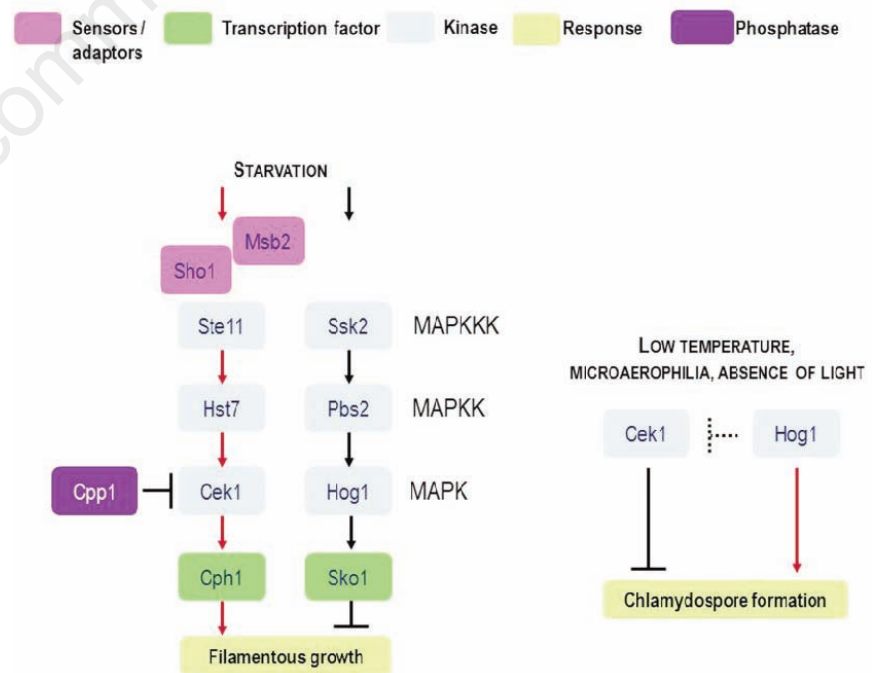 Sensors / adaptors
Transcription factor
Kinase
Response
Phosphatase
STARVATION
Msb2
Sho1
Ste11
Ssk2
MAPKKK
Hst7
Pbs2
MAPKK
Cpp1
Cek1
Hog1
MAPK
Cph1
Sko1
Filamentous growth
LOW TEMPERATURE,
MICROAEROPHILIA, ABSENCE OF LIGHT
Cek1
Hog1
Chlamydospore formation